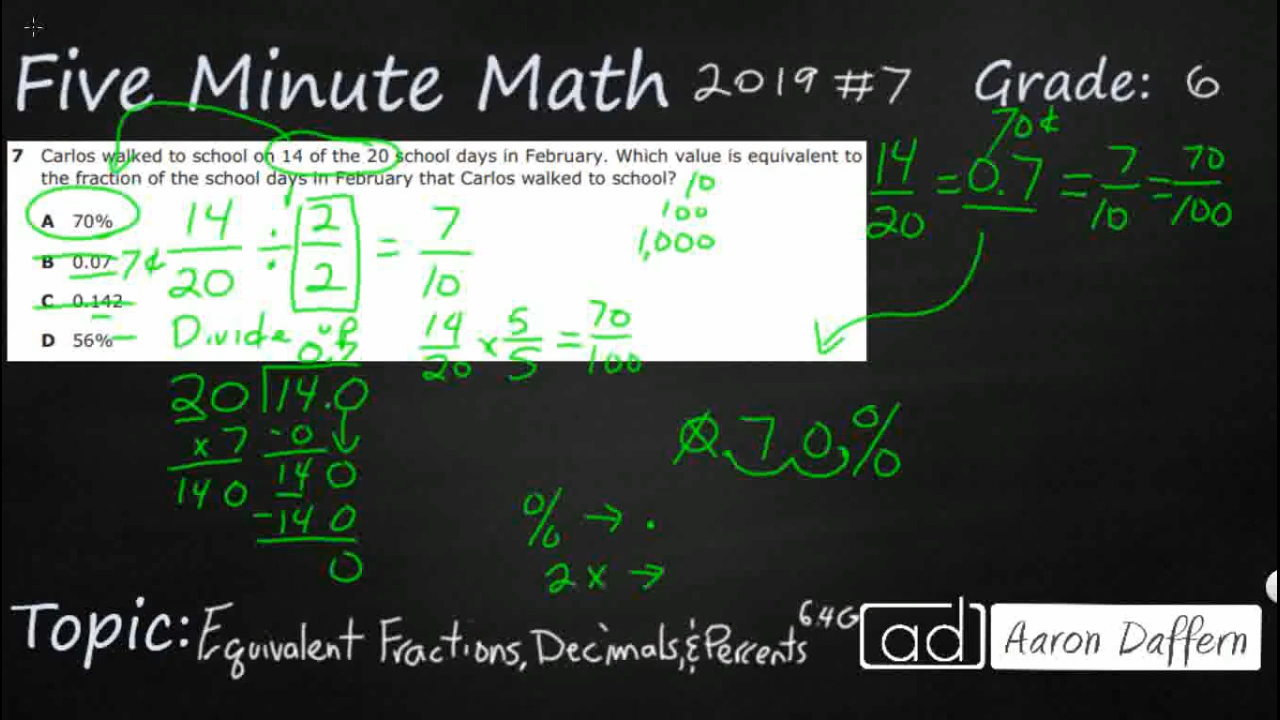 Five Minute Math 2019 #7 Grade: 6
7 Carlos walked to school on 14 of the 20 school days in February. Which value is equivalent to
the fraction of the school days in February that Carlos walked to school?
A 70%
B 0.07 7¢
C 0.142
D 56%
14/20 ÷ 2/2 = 7/10
10
100
1,000
70¢
14/20 = 0.7 = 7/10 = 70/100
Divide up
14/20 x 5/5 = 70/100
0.7
20 14.0
x 7 -0
140 140
-140
0
0.70.%
% → .
2x →
Topic: Equivalent Fractions, Decimals, & Percents 6.4G
ad Aaron Daffern